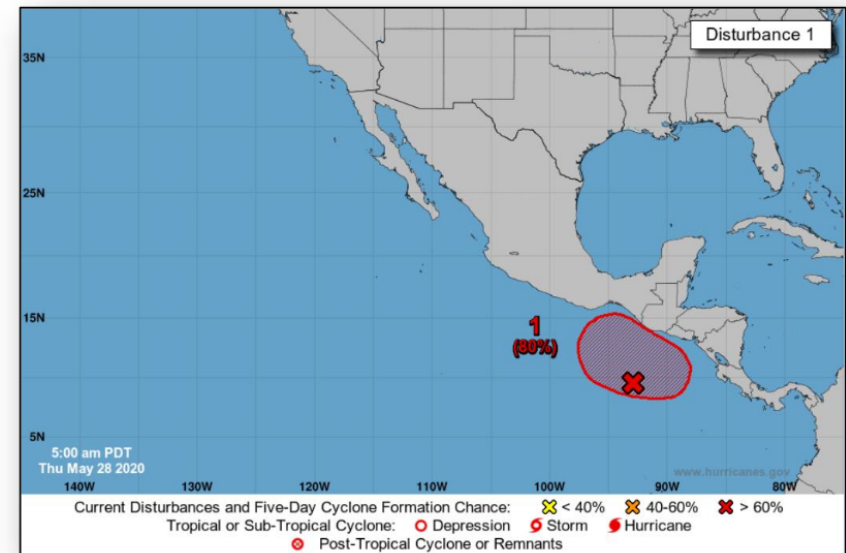 Disturbance 1
35N
25N
15N
1
(80%)
5N
5:00 am PDT
Thu May 28 2020
www.hurricanes.gov
140W 130W 120W 110W 100W 90W 80W
Current Disturbances and Five-Day Cyclone Formation Chance: < 40% 40-60% > 60%
Tropical or Sub-Tropical Cyclone: Depression Storm Hurricane
Post-Tropical Cyclone or Remnants